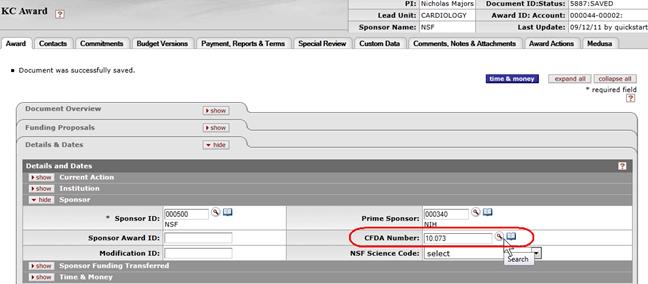 KC Award ?
PI: Nicholas Majors Document ID:Status: 5887:SAVED
Lead Unit: CARDIOLOGY Award ID: Account: 000044-00002:
Sponsor Name: NSF Last Update: 09/12/11 by quickstart
Award Contacts Commitments Budget Versions Payment, Reports & Terms Special Review Custom Data Comments, Notes & Attachments Award Actions Medusa
Document was successfully saved.
time & money expand all collapse all
* required field
?
Document Overview show
Funding Proposals show
Details & Dates hide
Details and Dates ?
show Current Action
show Institution
hide Sponsor
* Sponsor ID: 000500 Prime Sponsor: 000340
NSF NIH
Sponsor Award ID: CFDA Number: 10.073
Modification ID: NSF Science Code: select
Search
show Sponsor Funding Transferred
show Time & Money